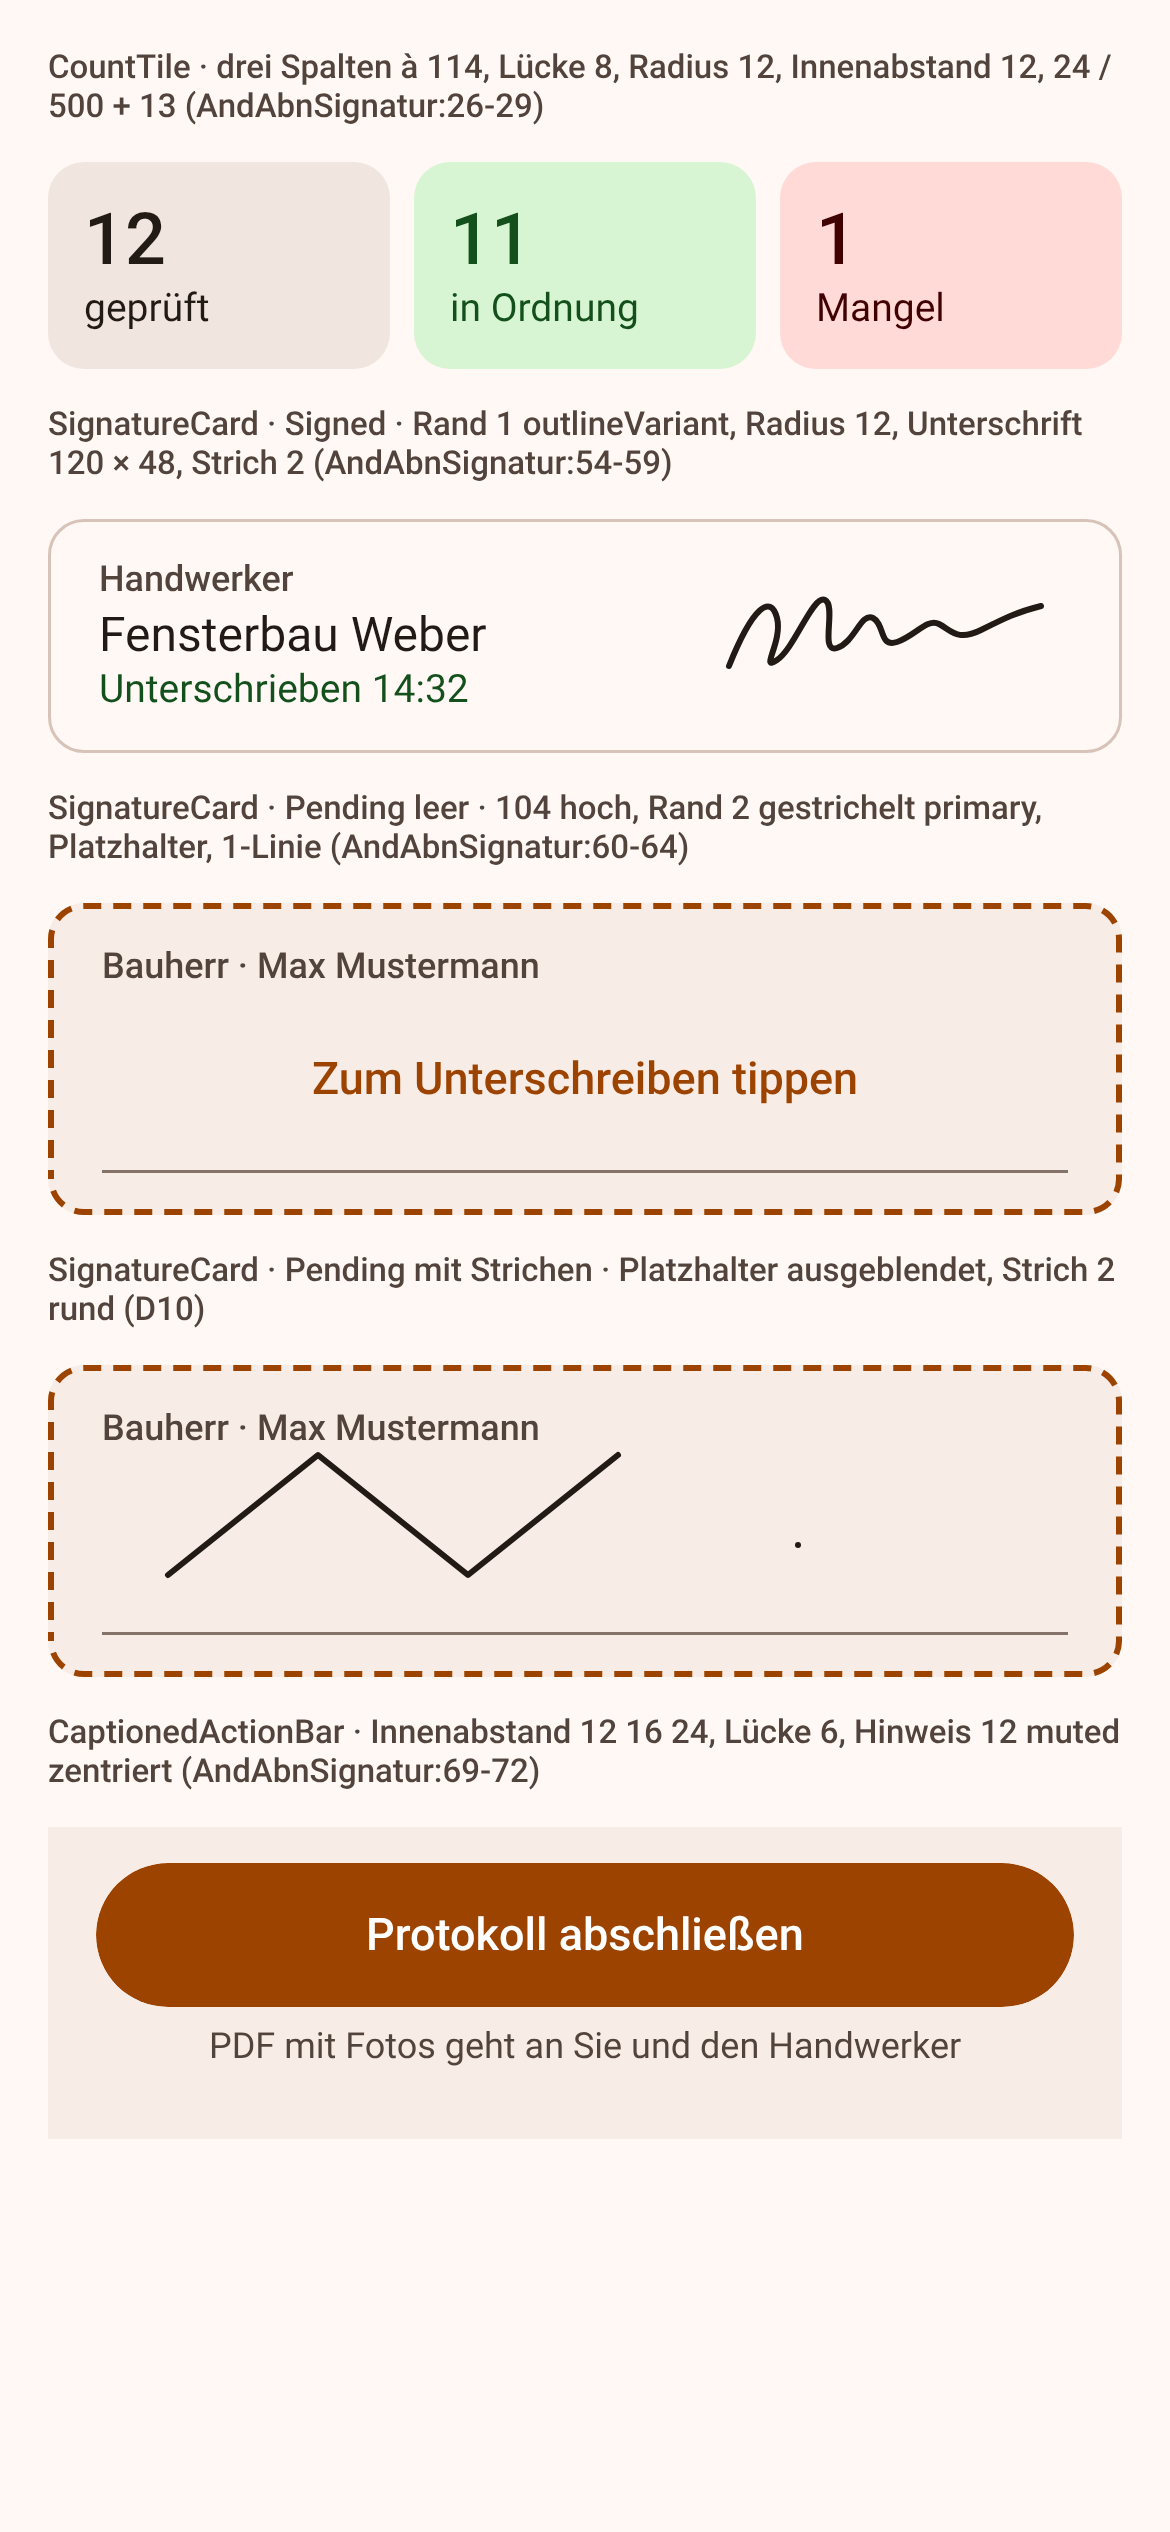 CountTile · drei Spalten à 114, Lücke 8, Radius 12, Innenabstand 12, 24 /
500 + 13 (AndAbnSignatur:26-29)
12
geprüft
11
in Ordnung
1
Mangel
SignatureCard · Signed · Rand 1 outlineVariant, Radius 12, Unterschrift
120 × 48, Strich 2 (AndAbnSignatur:54-59)
Handwerker
Fensterbau Weber
Unterschrieben 14:32
SignatureCard · Pending leer · 104 hoch, Rand 2 gestrichelt primary,
Platzhalter, 1-Linie (AndAbnSignatur:60-64)
Bauherr · Max Mustermann
Zum Unterschreiben tippen
SignatureCard · Pending mit Strichen · Platzhalter ausgeblendet, Strich 2
rund (D10)
Bauherr · Max Mustermann
CaptionedActionBar · Innenabstand 12 16 24, Lücke 6, Hinweis 12 muted
zentriert (AndAbnSignatur:69-72)
Protokoll abschließen
PDF mit Fotos geht an Sie und den Handwerker